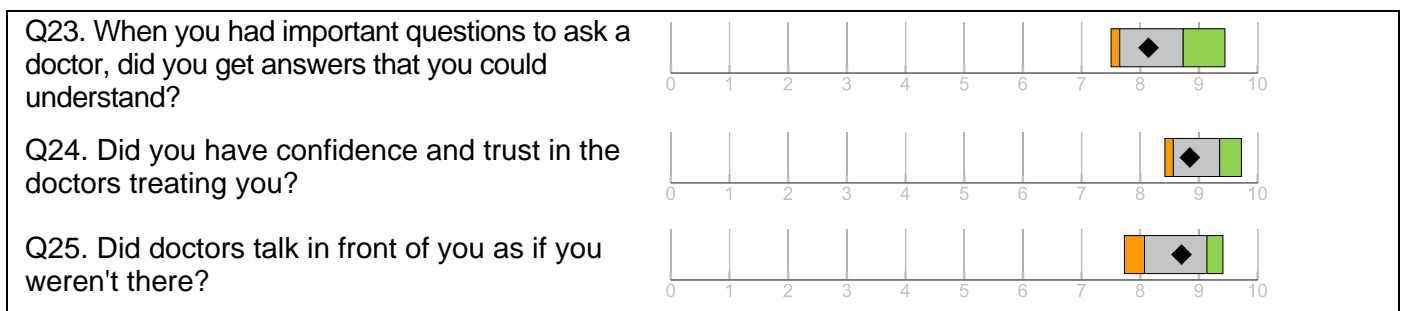 Q23. When you had important questions to ask a
doctor, did you get answers that you could
understand?
0 1 2 3 4 5 6 7 8 9 10
Q24. Did you have confidence and trust in the
doctors treating you?
0 1 2 3 4 5 6 7 8 9 10
Q25. Did doctors talk in front of you as if you
weren't there?
0 1 2 3 4 5 6 7 8 9 10